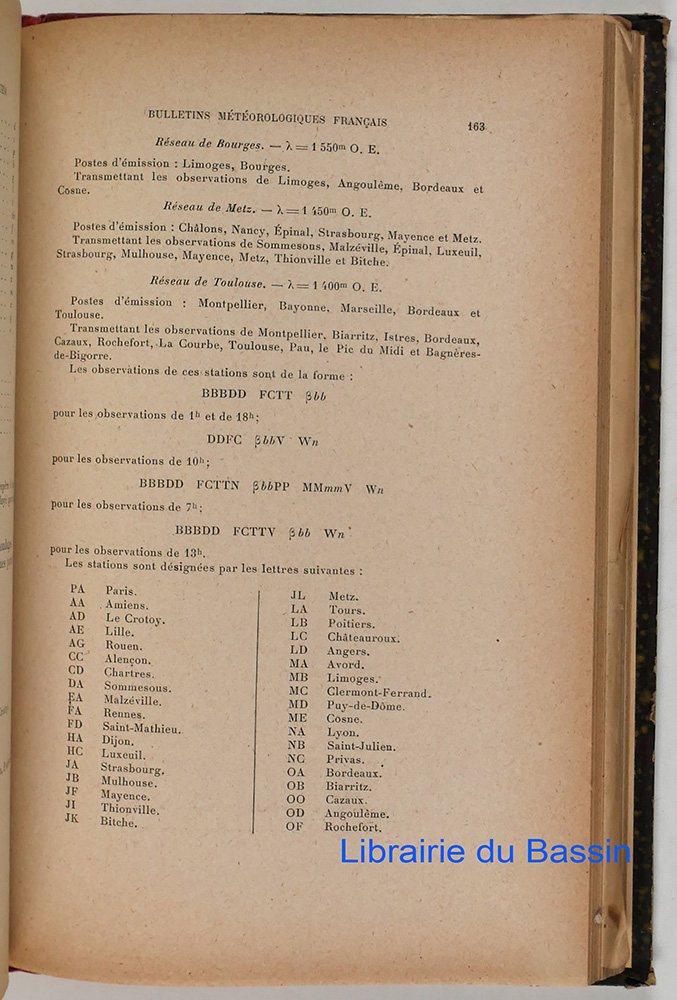 BULLETINS MÉTÉOROLOGIQUES FRANÇAIS 163
Réseau de Bourges. — λ = 1 550m O. E.
Postes d'émission : Limoges, Bourges.
Transmettant les observations de Limoges, Angoulême, Bordeaux et
Cosne.
Réseau de Metz. — λ = 1 450m O. E.
Postes d'émission : Châlons, Nancy, Épinal, Strasbourg, Mayence et Metz.
Transmettant les observations de Sommesons, Malzéville, Épinal, Luxeuil,
Strasbourg, Mulhouse, Mayence, Metz, Thionville et Bitche.
Réseau de Toulouse. — λ = 1 400m O. E.
Postes d'émission : Montpellier, Bayonne, Marseille, Bordeaux et
Toulouse.
Transmettant les observations de Montpellier, Biarritz, Istres, Bordeaux,
Cazaux, Rochefort, La Courbe, Toulouse, Pau, le Pic du Midi et Bagnères-
de-Bigorre.
Les observations de ces stations sont de la forme :
BBBDD FCTT βbb
pour les observations de 1h et de 18h ;
DDFC βbbV Wn
pour les observations de 10h ;
BBBDD FCTTN βbbPP MMmmV Wn
pour les observations de 7h ;
BBBDD FCTTV βbb Wn
pour les observations de 13h.
Les stations sont désignées par les lettres suivantes :
PA Paris.
AA Amiens.
AD Le Crotoy.
AE Lille.
AG Rouen.
CC Alençon.
CD Chartres.
DA Sommesous.
EA Malzéville.
FA Rennes.
FD Saint-Mathieu.
HA Dijon.
HC Luxeuil.
JA Strasbourg.
JB Mulhouse.
JF Mayence.
JI Thionville.
JK Bitche.
JL Metz.
LA Tours.
LB Poitiers.
LC Châteauroux.
LD Angers.
MA Avord.
MB Limoges.
MC Clermont-Ferrand.
MD Puy-de-Dôme.
ME Cosne.
NA Lyon.
NB Saint-Julien.
NC Privas.
OA Bordeaux.
OB Biarritz.
OO Cazaux.
OD Angoulême.
OF Rochefort.
Librairie du Bassin